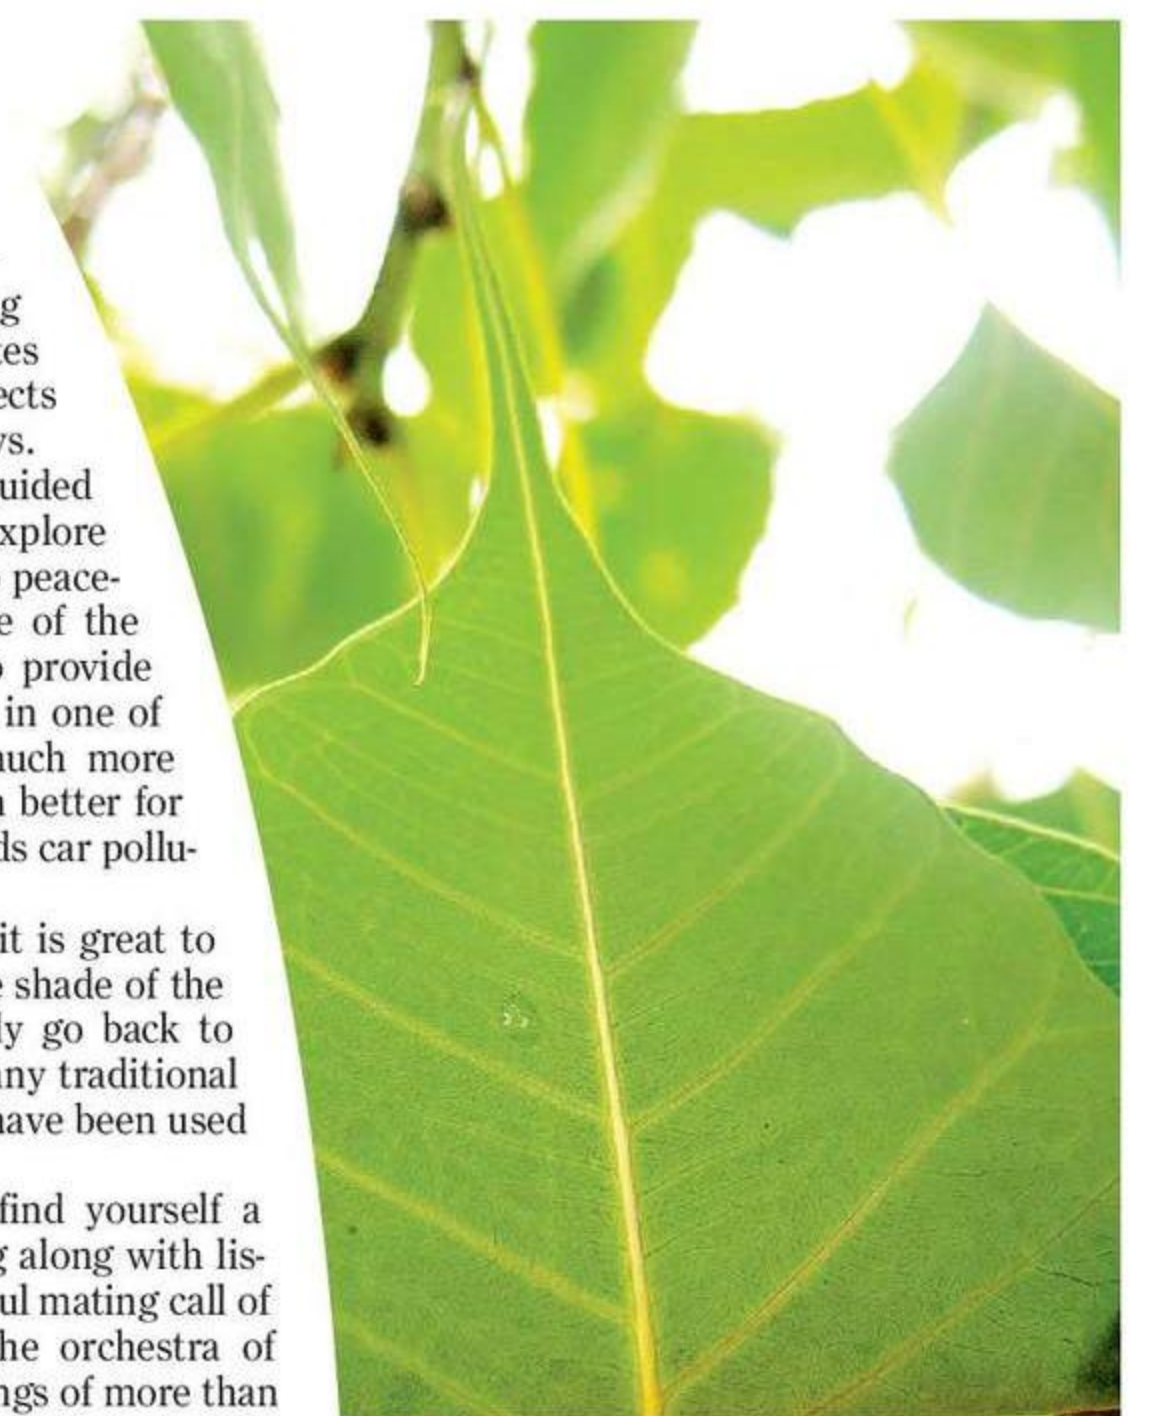 g
tes
ects
ys.
uided
xplore
peace-
e of the
provide
in one of
much more
better for
ds car pollu-
it is great to
e shade of the
ly go back to
any traditional
have been used
find yourself a
g along with lis-
ul mating call of
he orchestra of
ngs of more than